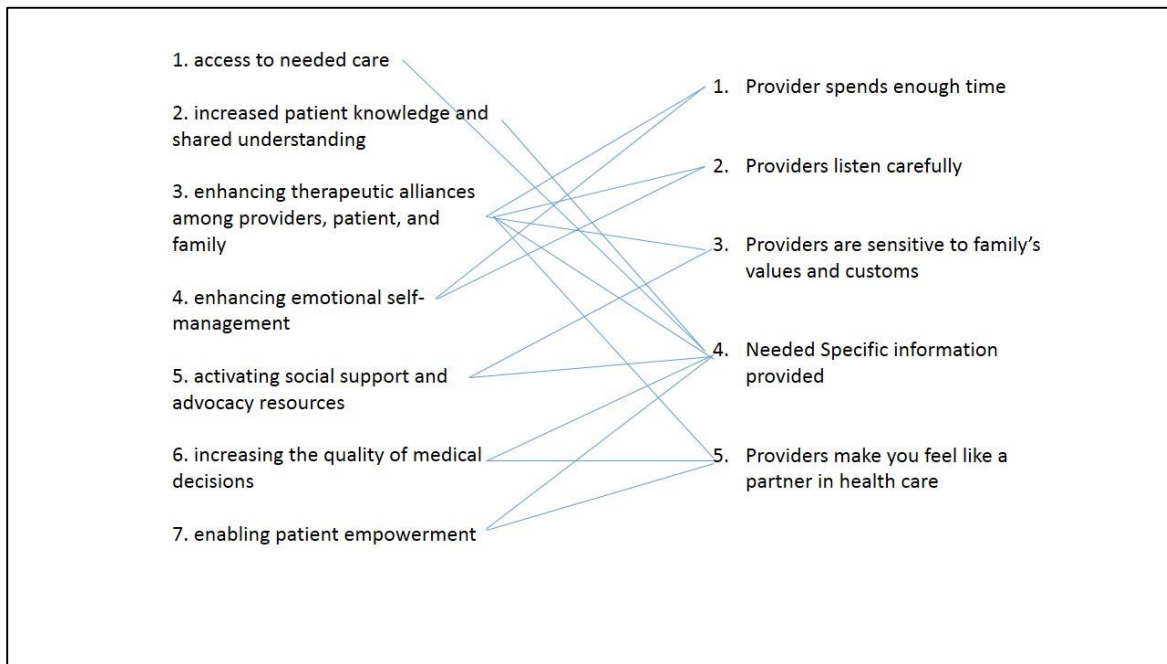 1. access to needed care
2. increased patient knowledge and
shared understanding
3. enhancing therapeutic alliances
among providers, patient, and
family
4. enhancing emotional self-
management
5. activating social support and
advocacy resources
6. increasing the quality of medical
decisions
7. enabling patient empowerment
1. Provider spends enough time
2. Providers listen carefully
3. Providers are sensitive to family’s
values and customs
4. Needed Specific information
provided
5. Providers make you feel like a
partner in health care